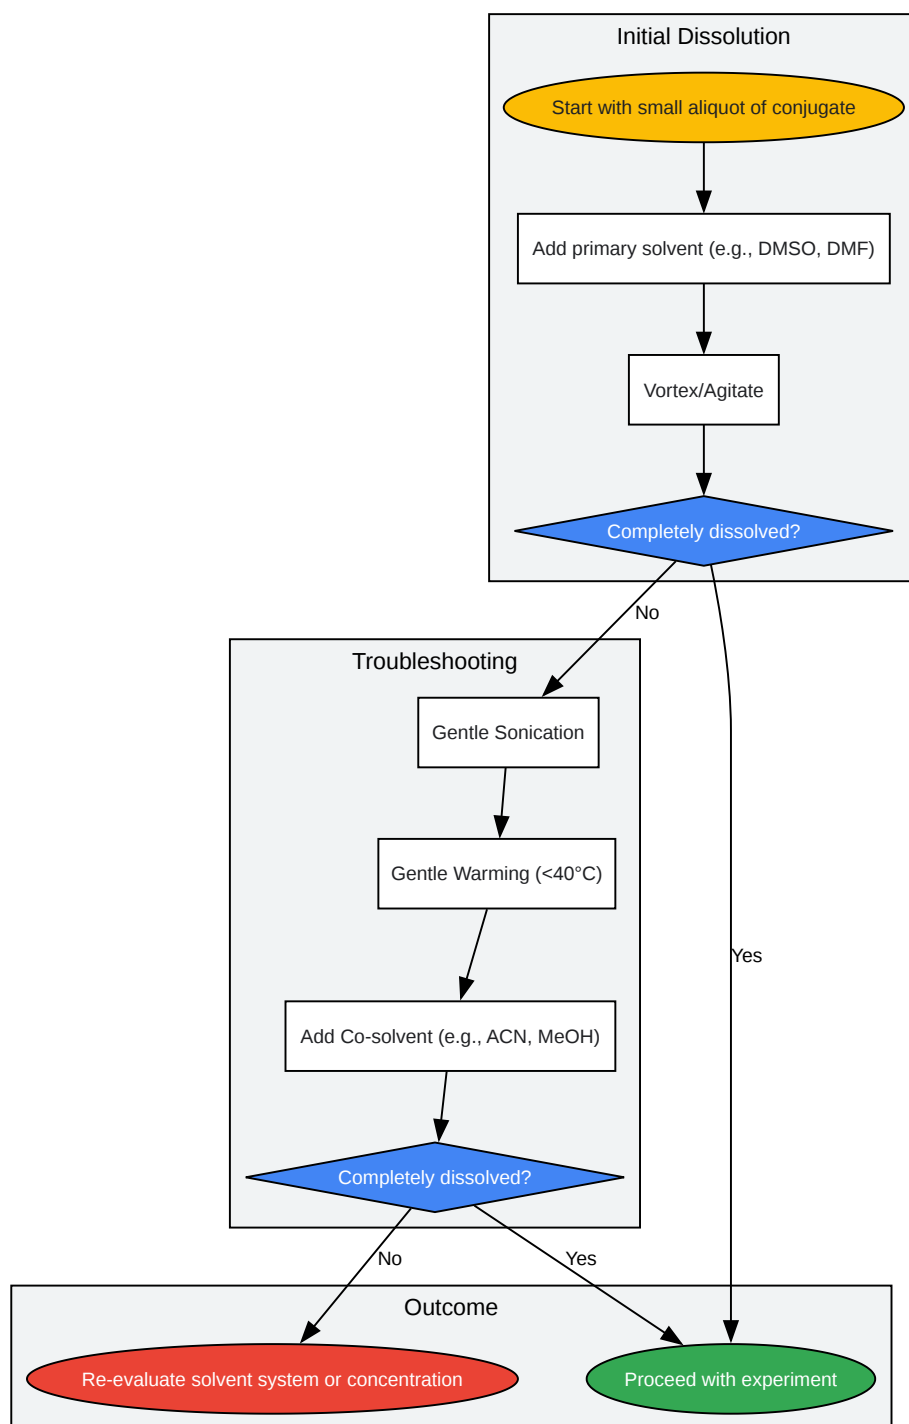 Initial Dissolution
Start with small aliquot of conjugate
Add primary solvent (e.g., DMSO, DMF)
Vortex/Agitate
Completely dissolved?
No
Troubleshooting
Gentle Sonication
Gentle Warming (<40°C)
Yes
Add Co-solvent (e.g., ACN, MeOH)
Completely dissolved?
No
Yes
Outcome
Re-evaluate solvent system or concentration
Proceed with experiment